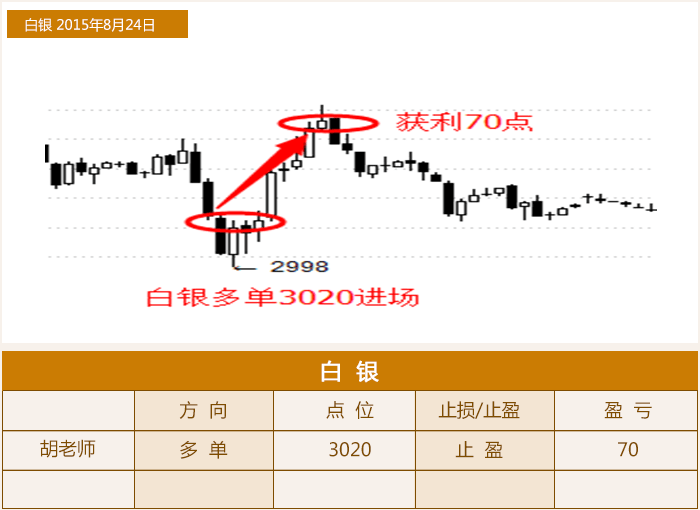 白银 2015年8月24日
获利70点
← 2998
白银多单3020进场
白 银
方 向 点 位 止损/止盈 盈 亏
胡老师 多 单 3020 止 盈 70